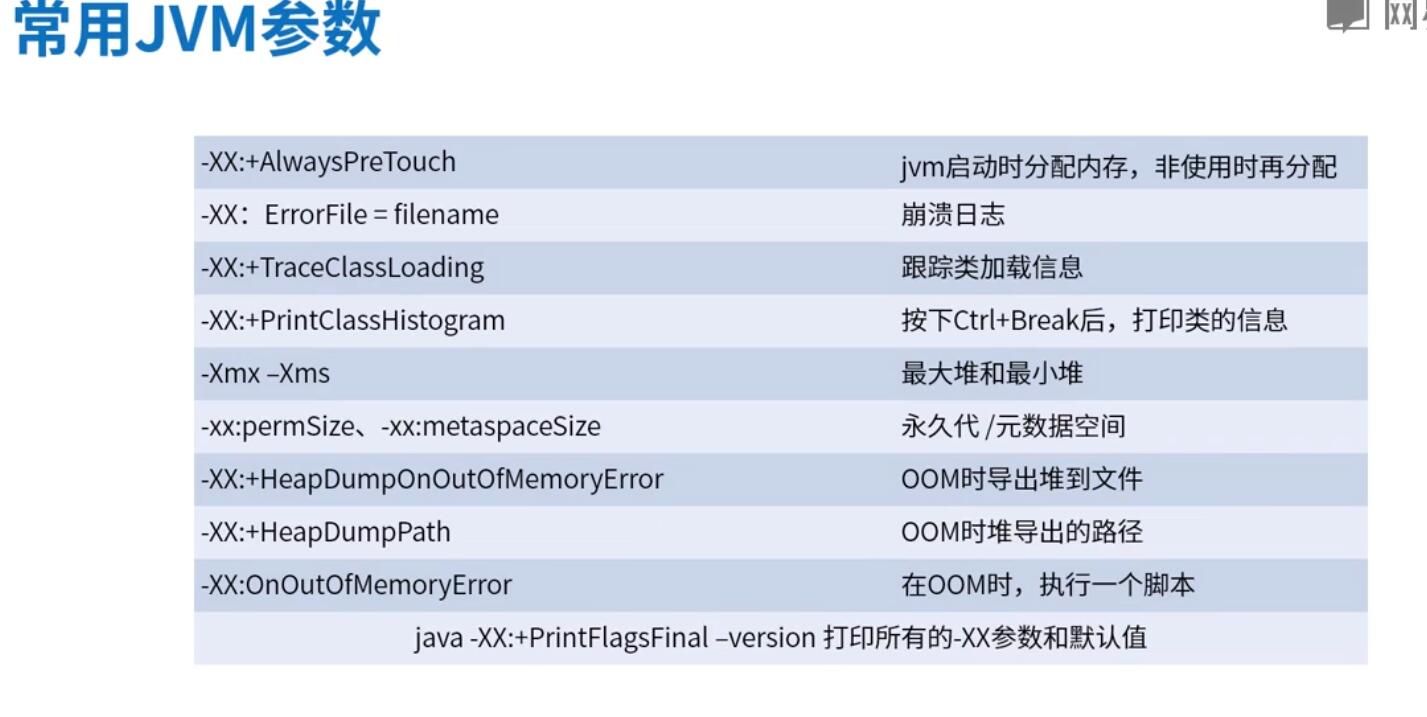 常用JVM参数
-XX:+AlwaysPreTouch jvm启动时分配内存，非使用时再分配
-XX：ErrorFile = filename 崩溃日志
-XX:+TraceClassLoading 跟踪类加载信息
-XX:+PrintClassHistogram 按下Ctrl+Break后，打印类的信息
-Xmx –Xms 最大堆和最小堆
-xx:permSize、-xx:metaspaceSize 永久代 /元数据空间
-XX:+HeapDumpOnOutOfMemoryError OOM时导出堆到文件
-XX:+HeapDumpPath OOM时堆导出的路径
-XX:OnOutOfMemoryError 在OOM时，执行一个脚本
java -XX:+PrintFlagsFinal –version 打印所有的-XX参数和默认值